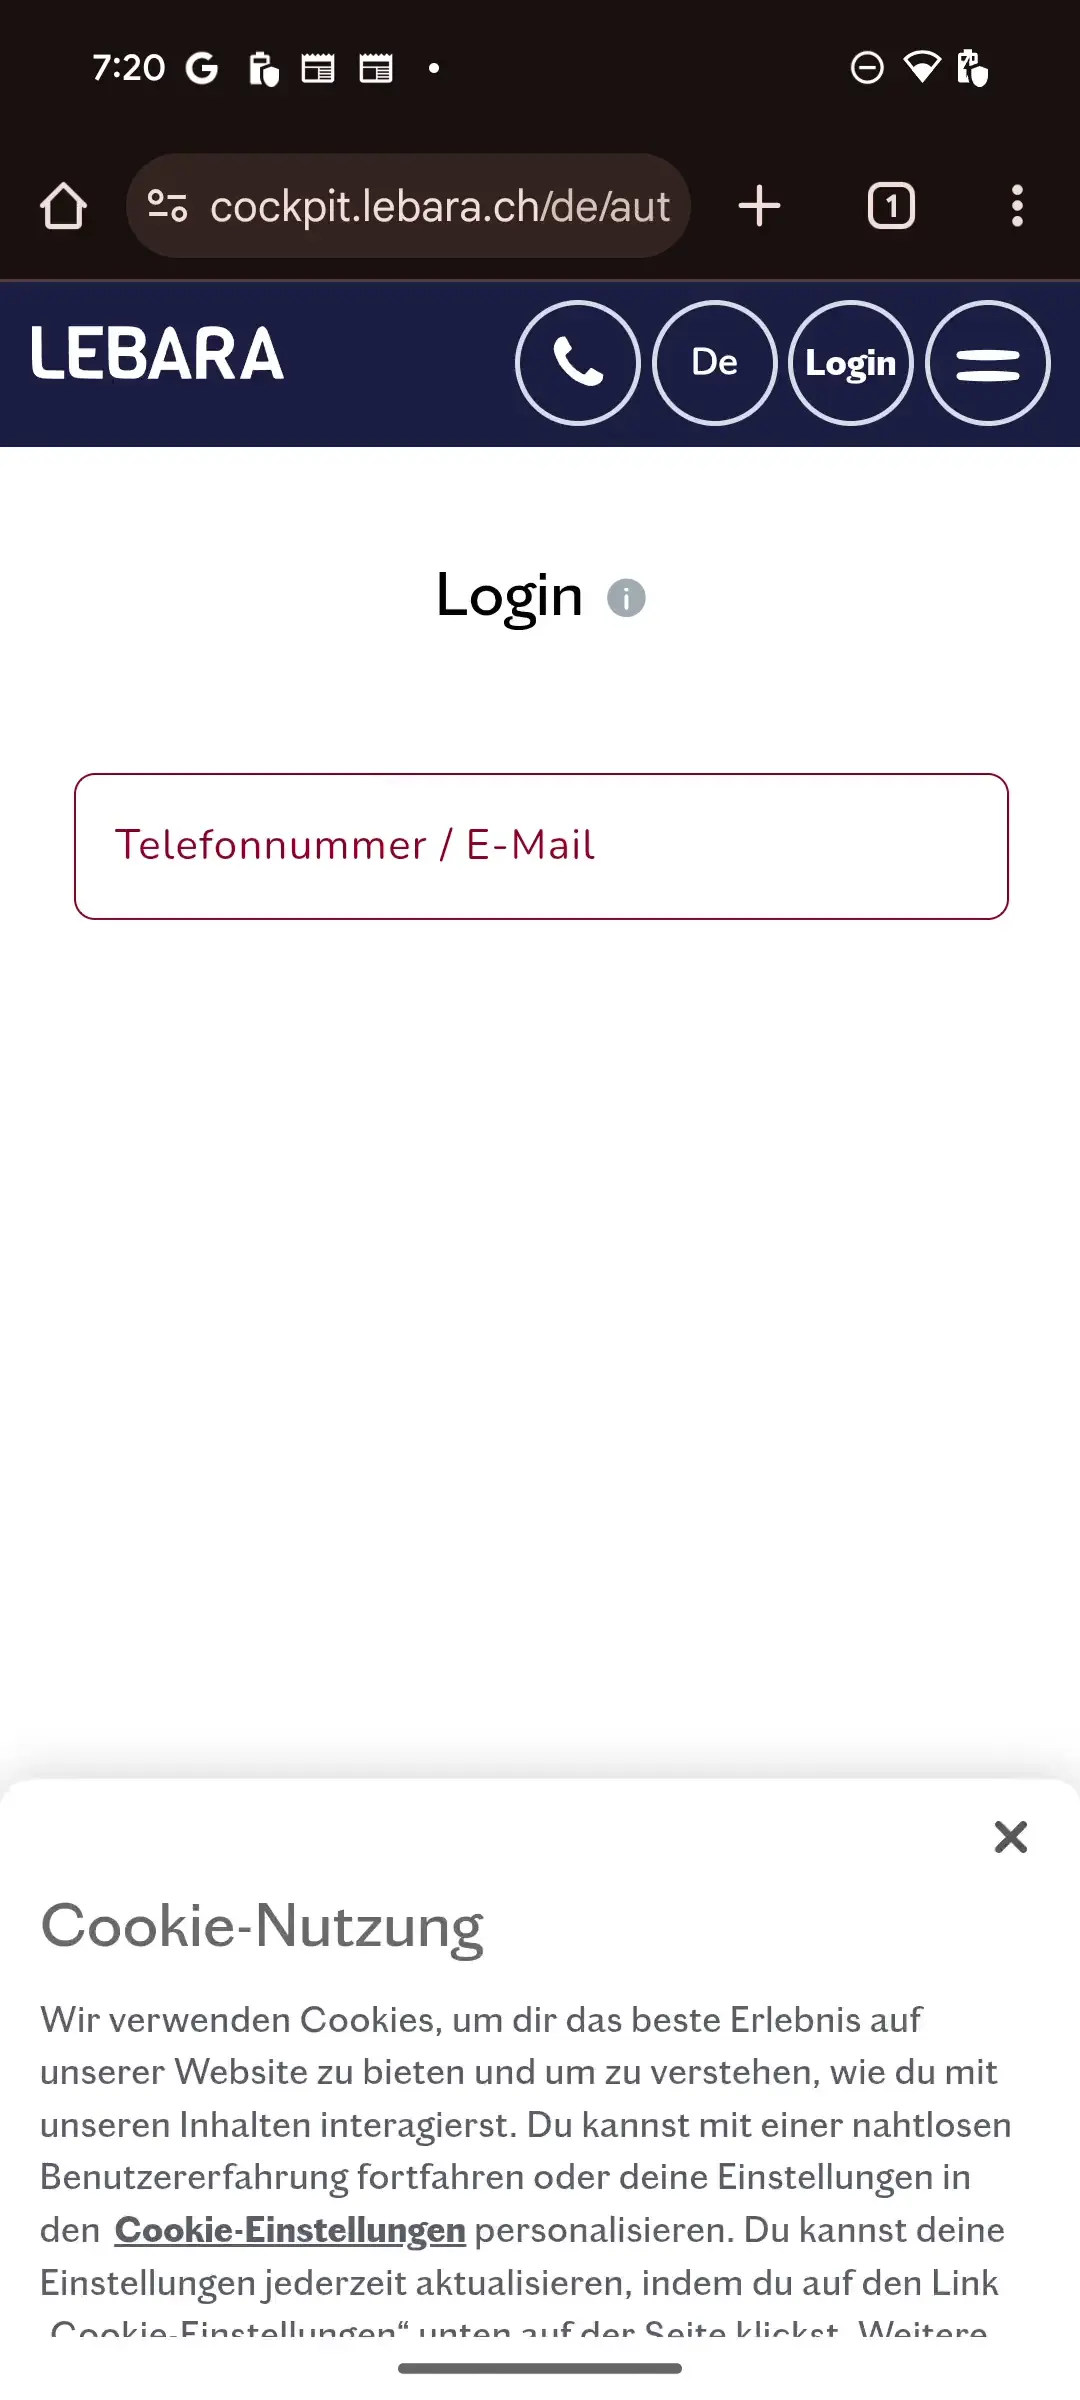 7:20
cockpit.lebara.ch/de/aut
1
LEBARA
De
Login
Login
Telefonnummer / E-Mail
Cookie-Nutzung
Wir verwenden Cookies, um dir das beste Erlebnis auf
unserer Website zu bieten und um zu verstehen, wie du mit
unseren Inhalten interagierst. Du kannst mit einer nahtlosen
Benutzererfahrung fortfahren oder deine Einstellungen in
den Cookie-Einstellungen personalisieren. Du kannst deine
Einstellungen jederzeit aktualisieren, indem du auf den Link
„Cookie-Einstellungen“ unten auf der Seite klickst. Weitere